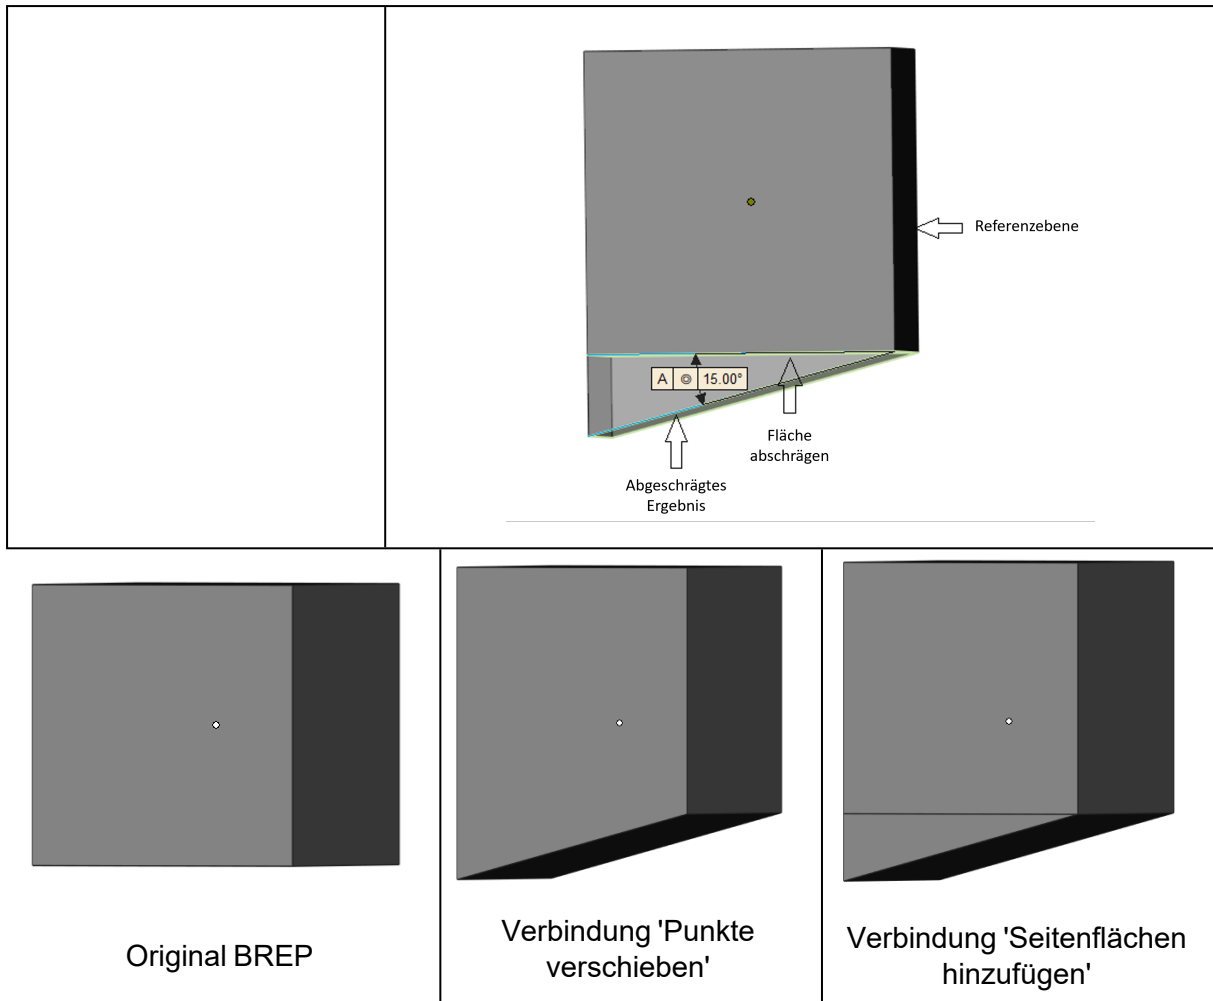 Referenzebene
A ◎ 15.00°
Fläche
abschrägen
Abgeschrägtes
Ergebnis
Original BREP
Verbindung 'Punkte
verschieben'
Verbindung 'Seitenflächen
hinzufügen'